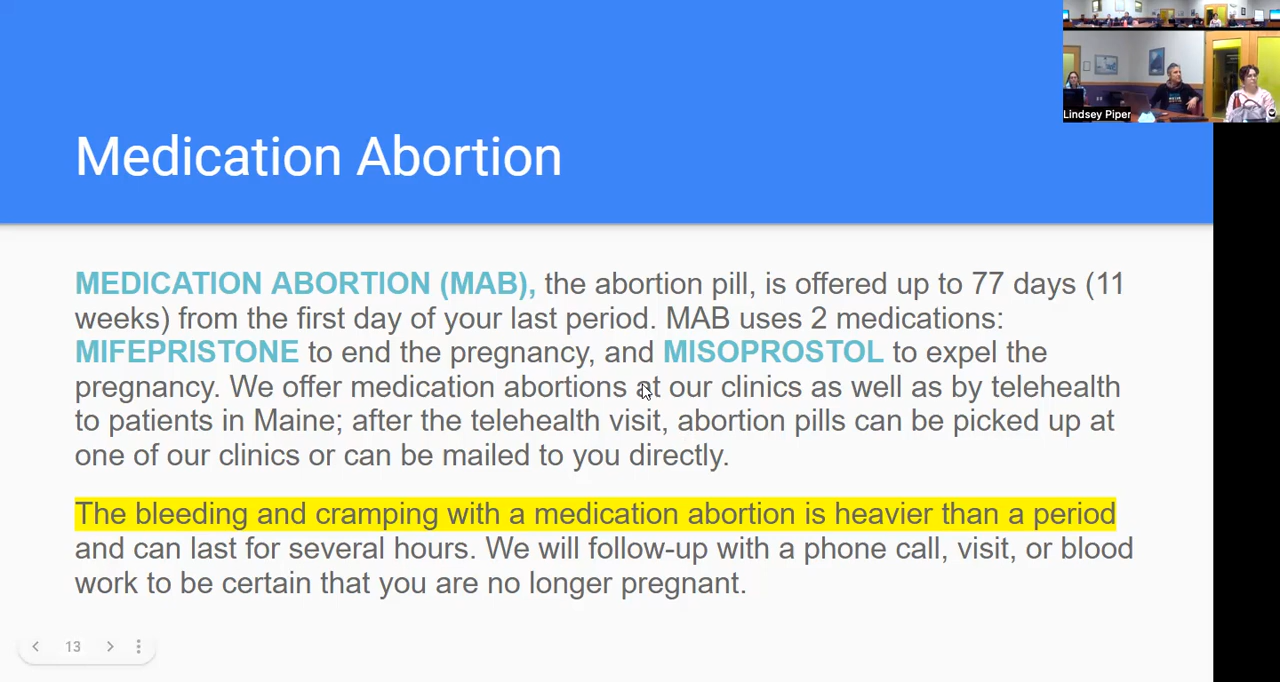 Medication Abortion
Lindsey Piper
MEDICATION ABORTION (MAB), the abortion pill, is offered up to 77 days (11
weeks) from the first day of your last period. MAB uses 2 medications:
MIFEPRISTONE to end the pregnancy, and MISOPROSTOL to expel the
pregnancy. We offer medication abortions at our clinics as well as by telehealth
to patients in Maine; after the telehealth visit, abortion pills can be picked up at
one of our clinics or can be mailed to you directly.
The bleeding and cramping with a medication abortion is heavier than a period
and can last for several hours. We will follow-up with a phone call, visit, or blood
work to be certain that you are no longer pregnant.
13